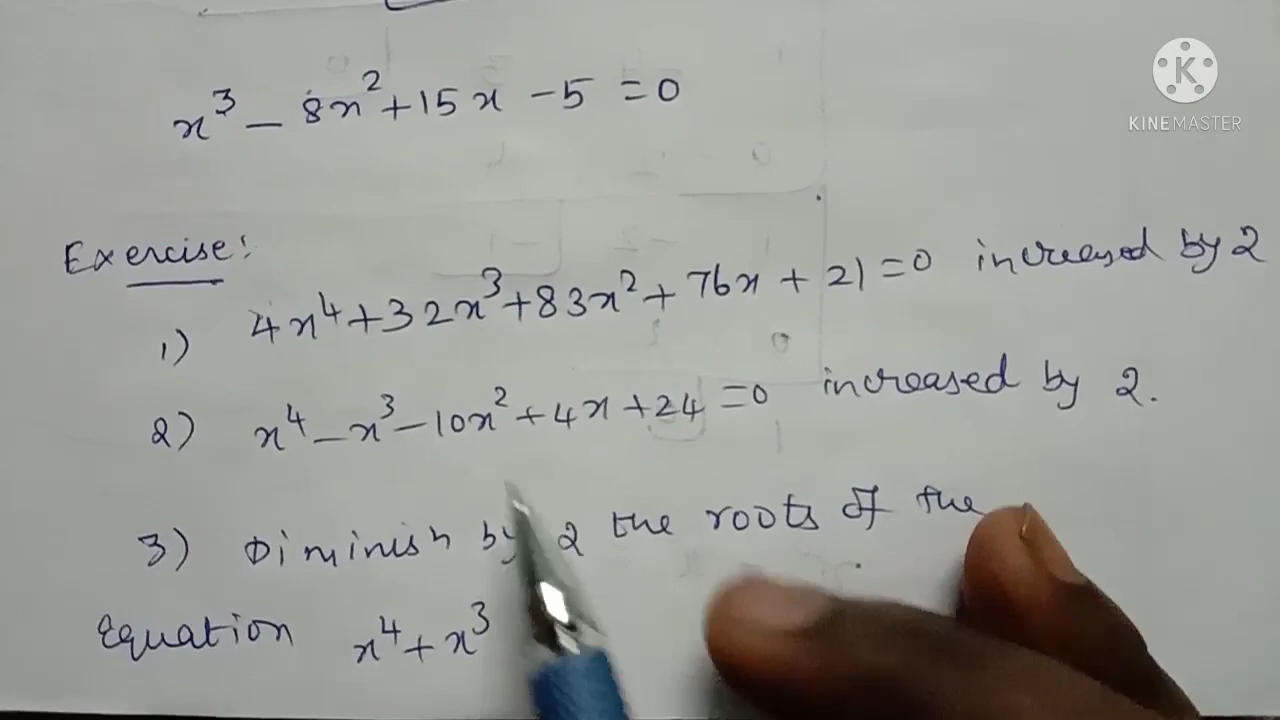 KINEMASTER
x³ - 8x² + 15x - 5 = 0
Exercise:
1) 4x⁴ + 32x³ + 83x² + 76x + 21 = 0 increased by 2
2) x⁴ - x³ - 10x² + 4x + 24 = 0 increased by 2.
3) Diminish by 2 the roots of the
Equation x⁴ + x³